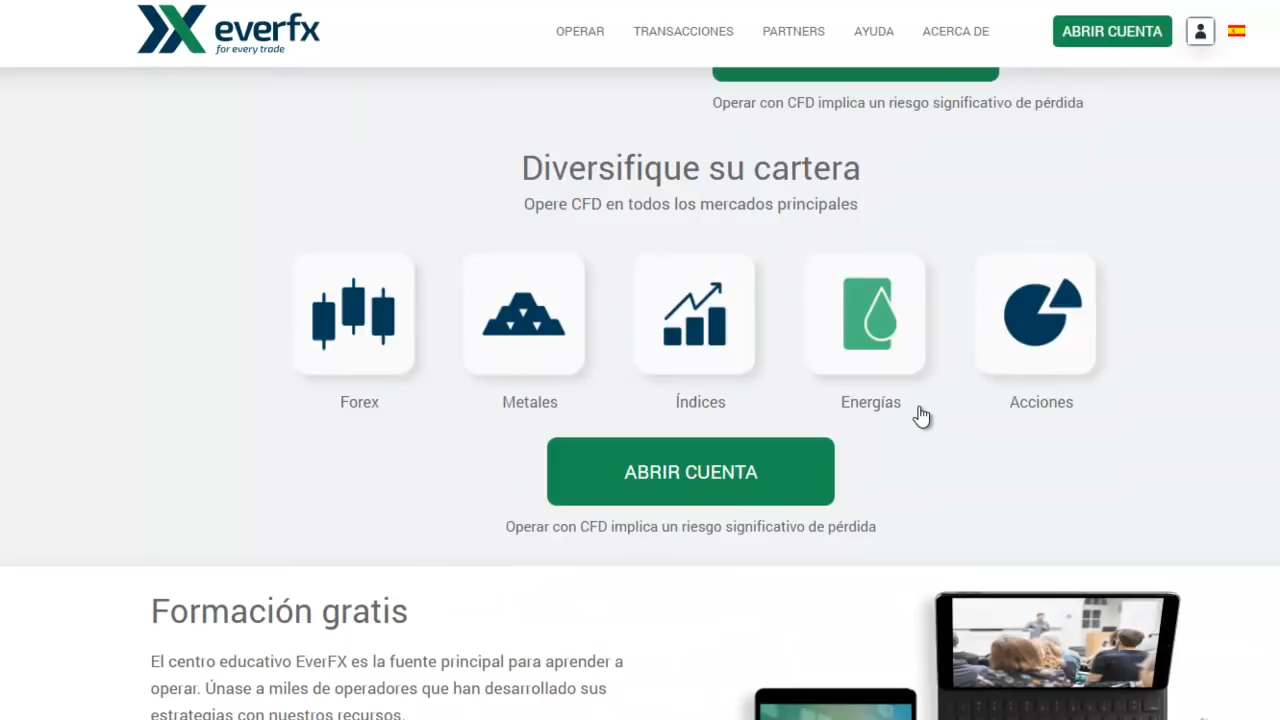 everfx
for every trade
OPERAR TRANSACCIONES PARTNERS AYUDA ACERCA DE ABRIR CUENTA
Operar con CFD implica un riesgo significativo de pérdida
Diversifique su cartera
Opere CFD en todos los mercados principales
Forex Metales Índices Energías Acciones
ABRIR CUENTA
Operar con CFD implica un riesgo significativo de pérdida
Formación gratis
El centro educativo EverFX es la fuente principal para aprender a
operar. Únase a miles de operadores que han desarrollado sus
estrategias con nuestros recursos.